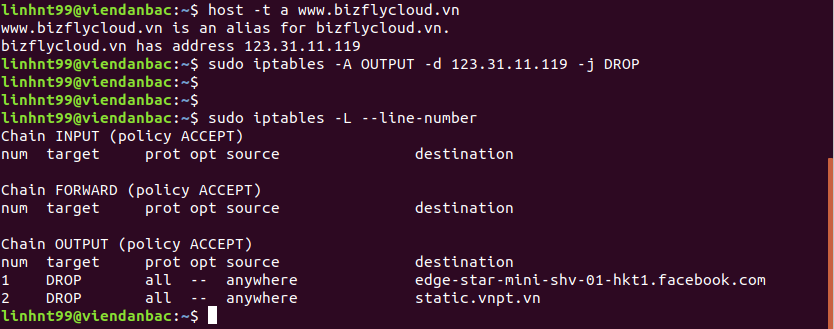 linhnt99@viendanbac:~$ host -t a www.bizflycloud.vn
www.bizflycloud.vn is an alias for bizflycloud.vn.
bizflycloud.vn has address 123.31.11.119
linhnt99@viendanbac:~$ sudo iptables -A OUTPUT -d 123.31.11.119 -j DROP
linhnt99@viendanbac:~$
linhnt99@viendanbac:~$
linhnt99@viendanbac:~$ sudo iptables -L --line-number
Chain INPUT (policy ACCEPT)
num  target     prot opt source               destination
Chain FORWARD (policy ACCEPT)
num  target     prot opt source               destination
Chain OUTPUT (policy ACCEPT)
num  target     prot opt source               destination
1    DROP       all  --  anywhere             edge-star-mini-shv-01-hkt1.facebook.com
2    DROP       all  --  anywhere             static.vnpt.vn
linhnt99@viendanbac:~$